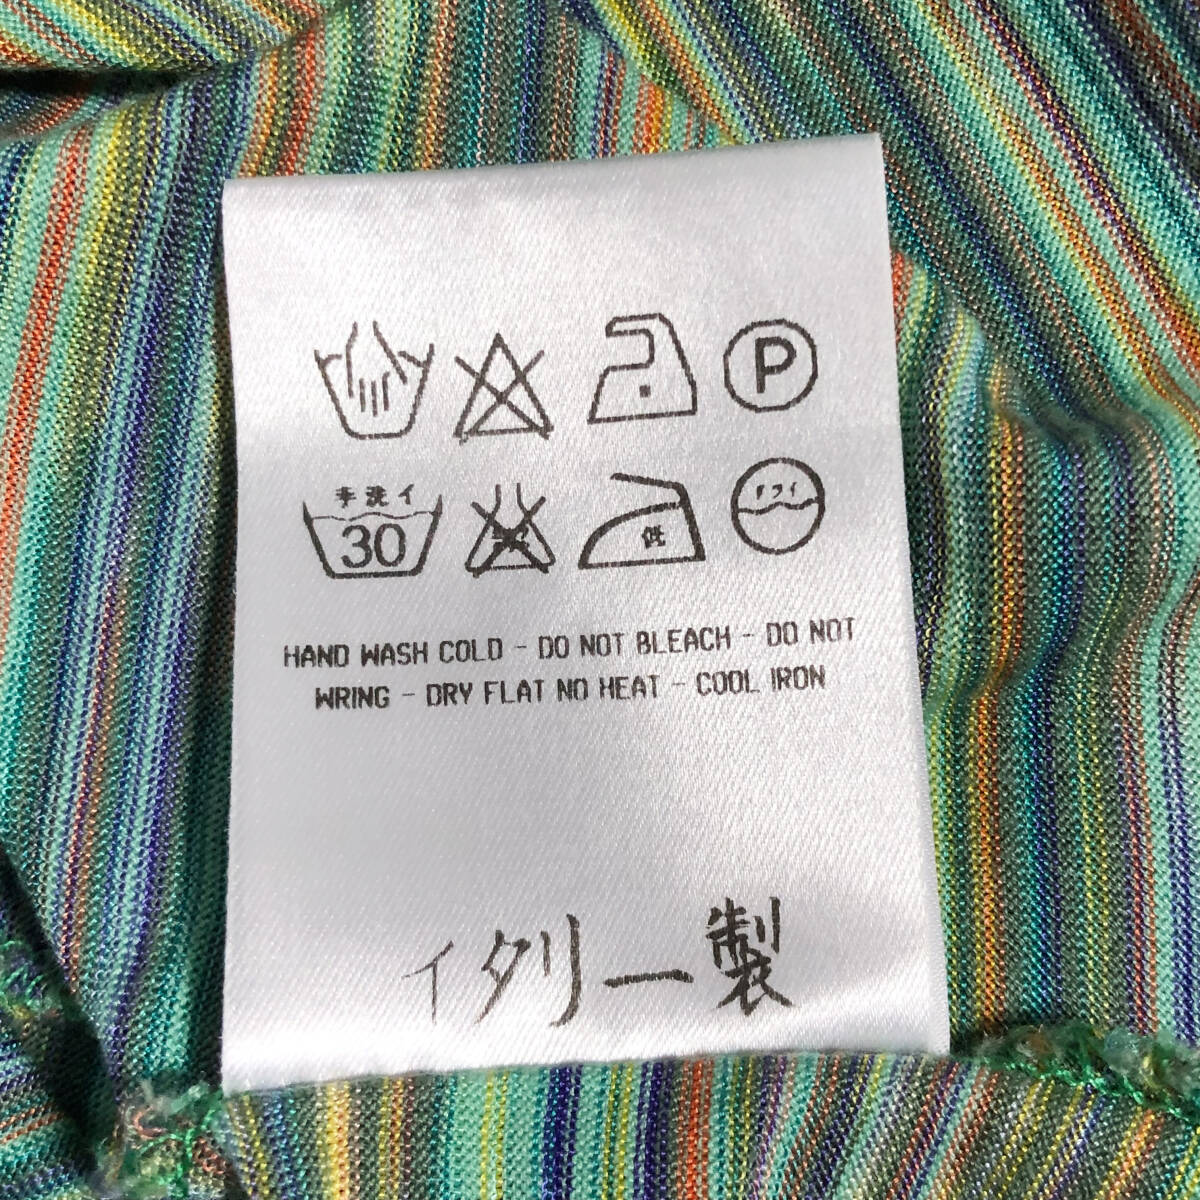 P
手洗イ ドライ
30 低
HAND WASH COLD - DO NOT BLEACH - DO NOT
WRING - DRY FLAT NO HEAT - COOL IRON
イタリー製